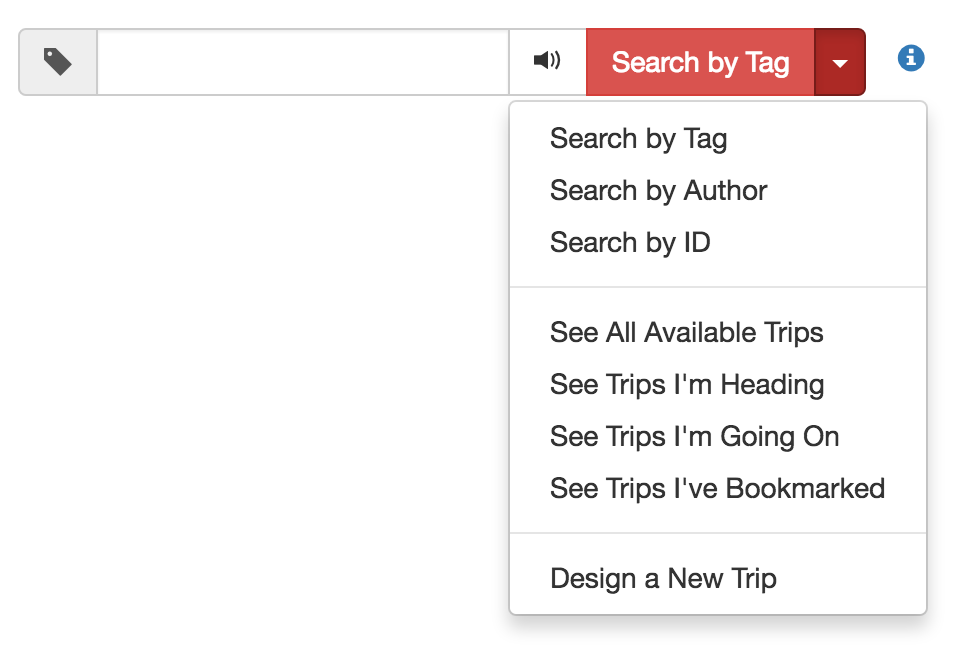 Search by Tag
Search by Tag
Search by Author
Search by ID
See All Available Trips
See Trips I'm Heading
See Trips I'm Going On
See Trips I've Bookmarked
Design a New Trip